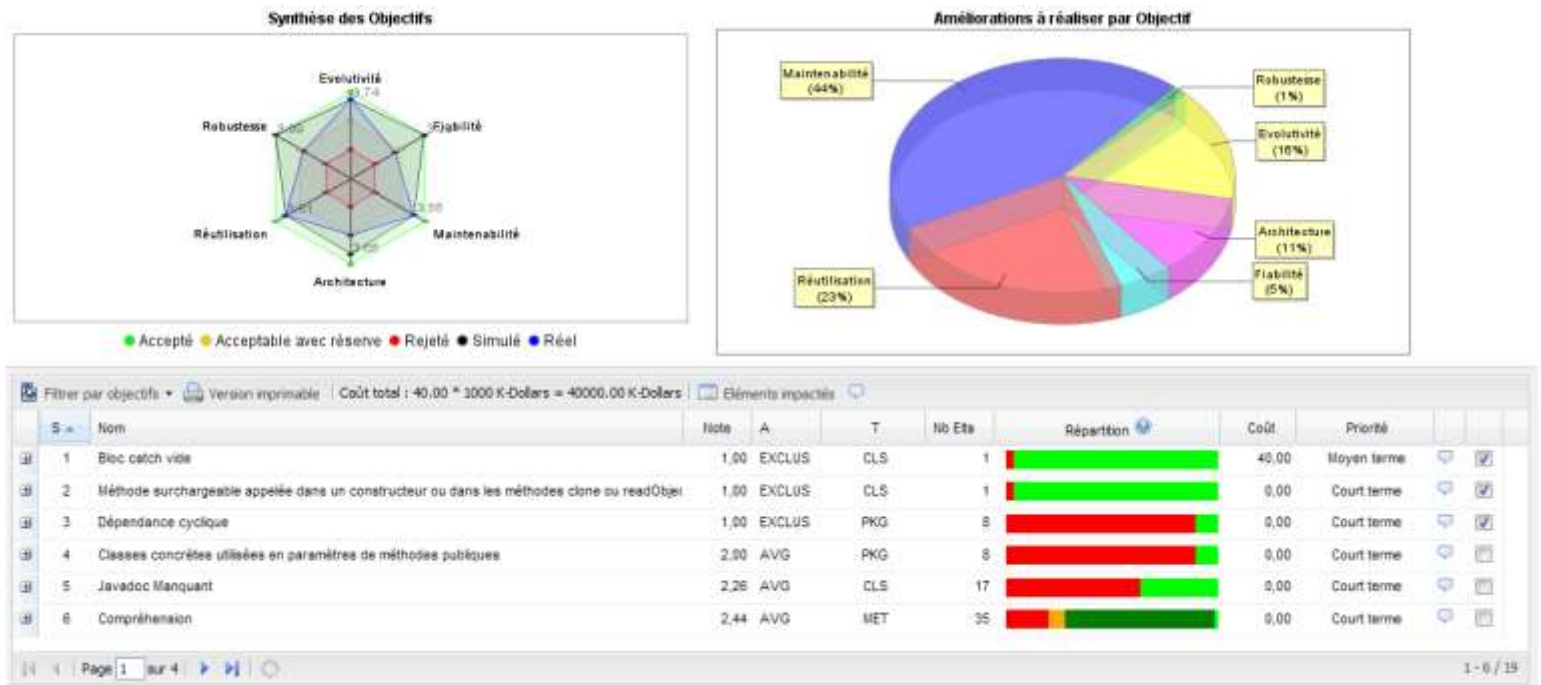 Synthèse des Objectifs
Améliorations à réaliser par Objectif
Evolutivité
3,74
Robustesse
Fiabilité
Réutilisation
Maintenabilité
Architecture
Accepté Acceptable avec réserve Rejeté Simulé Réel
Maintenabilité
(44%)
Robustesse
(1%)
Evolutivité
(16%)
Architecture
(11%)
Fiabilité
(5%)
Réutilisation
(23%)
Filtrer par objectifs Version imprimable Coût total : 40.00 * 1000 K-Dollars = 40000.00 K-Dollars Eléments impactés
S Nom Note A T Nb Elts Répartition Coût Priorité
1 Bloc catch vide 1,00 EXCLUS CLS 1 40,00 Moyen terme
2 Méthode surchargeable appelée dans un constructeur ou dans les méthodes clone ou readObjec 1,00 EXCLUS CLS 1 0,00 Court terme
3 Dépendance cyclique 1,00 EXCLUS PKG 8 0,00 Court terme
4 Classes concrètes utilisées en paramètres de méthodes publiques 2,00 AVG PKG 8 0,00 Court terme
5 Javadoc Manquant 2,26 AVG CLS 17 0,00 Court terme
6 Compréhension 2,44 AVG MET 35 0,00 Court terme
Page 1 sur 4
1 - 6 / 19